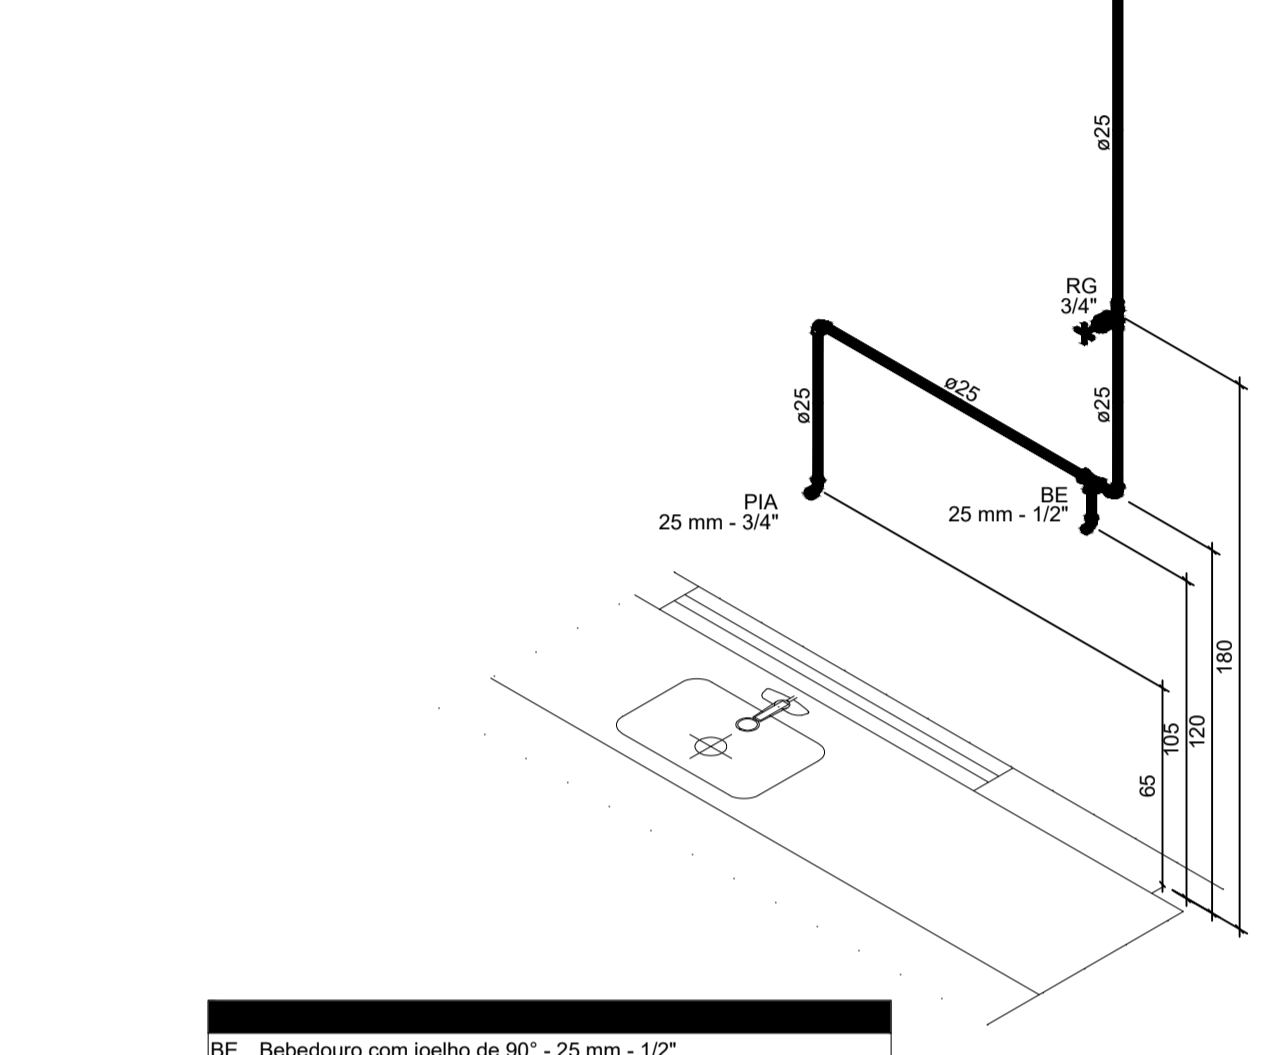 ø25
RG
3/4"
ø25
ø25
ø25
PIA
25 mm - 3/4"
BE
25 mm - 1/2"
180
120
105
65
BE Bebedouro com joelho de 90° - 25 mm - 1/2"